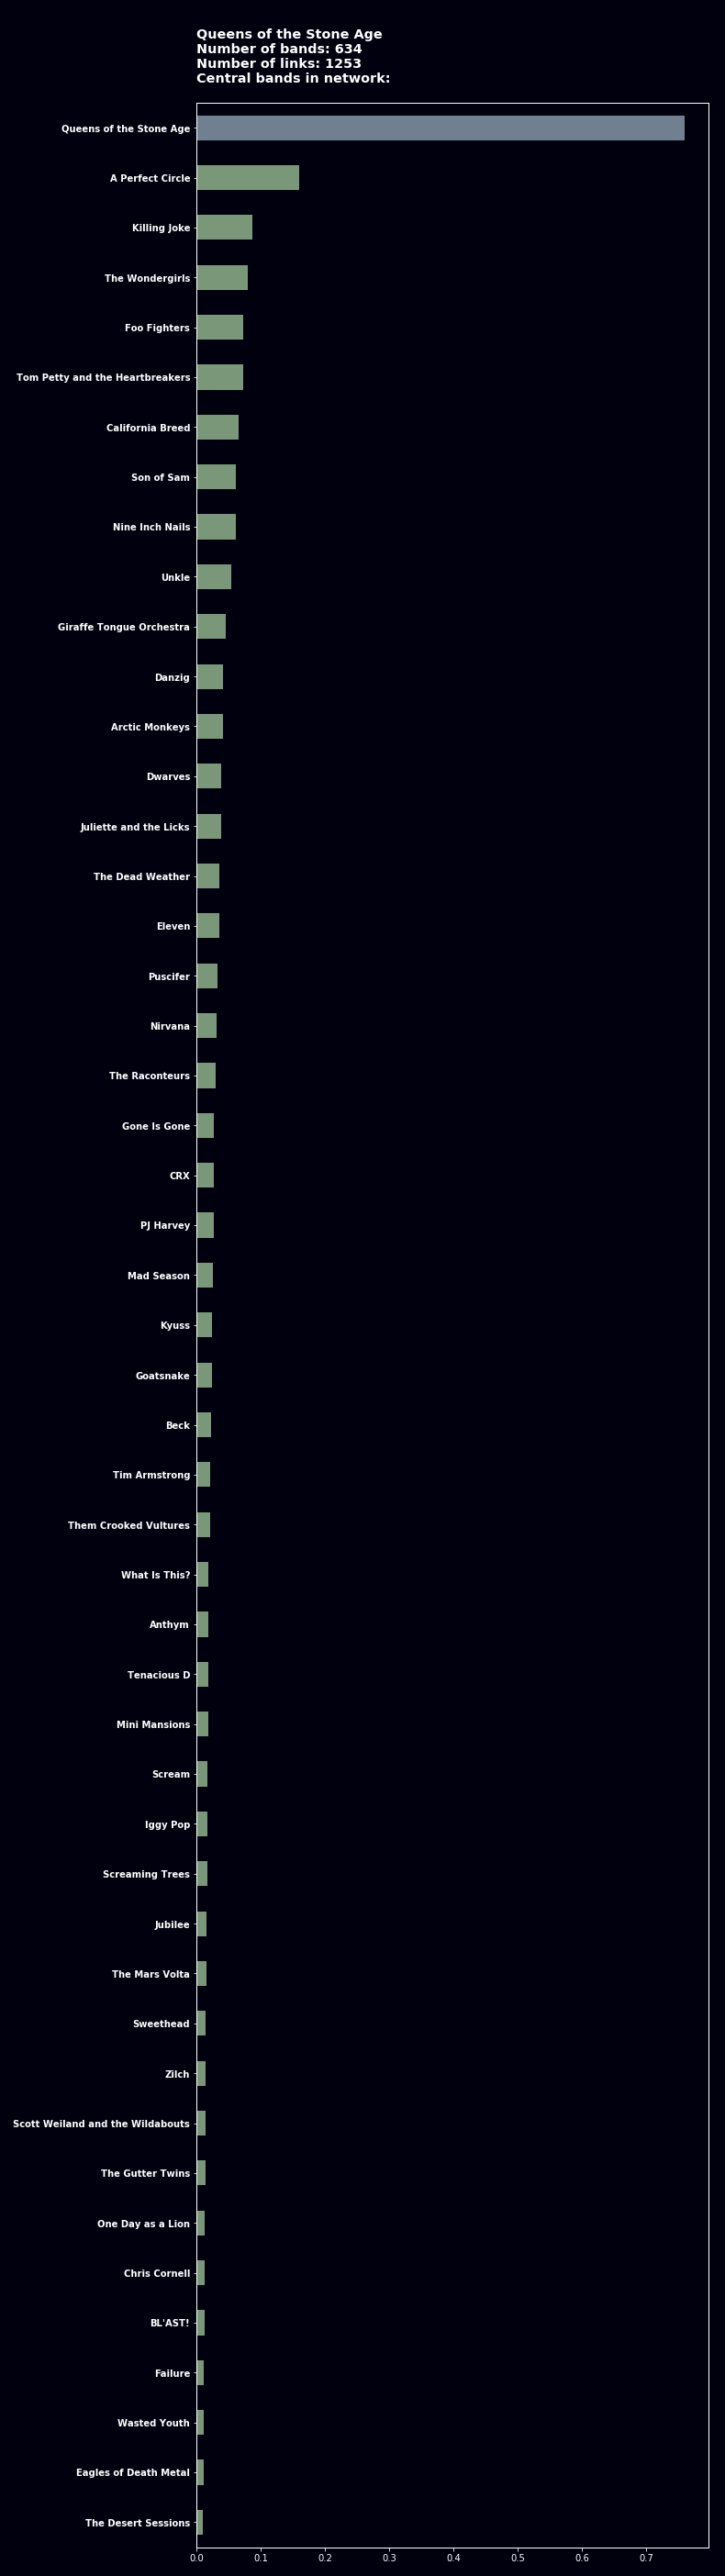 Queens of the Stone Age
Number of bands: 634
Number of links: 1253
Central bands in network:
Queens of the Stone Age
A Perfect Circle
Killing Joke
The Wondergirls
Foo Fighters
Tom Petty and the Heartbreakers
California Breed
Son of Sam
Nine Inch Nails
Unkle
Giraffe Tongue Orchestra
Danzig
Arctic Monkeys
Dwarves
Juliette and the Licks
The Dead Weather
Eleven
Puscifer
Nirvana
The Raconteurs
Gone Is Gone
CRX
PJ Harvey
Mad Season
Kyuss
Goatsnake
Beck
Tim Armstrong
Them Crooked Vultures
What Is This?
Anthym
Tenacious D
Mini Mansions
Scream
Iggy Pop
Screaming Trees
Jubilee
The Mars Volta
Sweethead
Zilch
Scott Weiland and the Wildabouts
The Gutter Twins
One Day as a Lion
Chris Cornell
BL'AST!
Failure
Wasted Youth
Eagles of Death Metal
The Desert Sessions
0.0 0.1 0.2 0.3 0.4 0.5 0.6 0.7